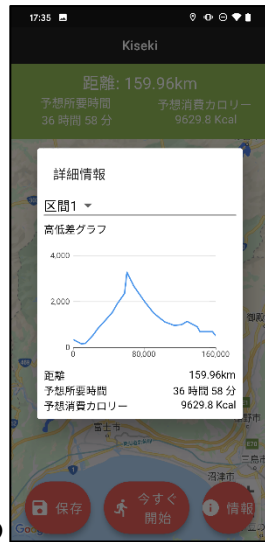 17:35
Kiseki
距離: 159.96km
予想所要時間 予想消費カロリー
36 時間 58 分 9629.8 Kcal
詳細情報
区間1
高低差グラフ
4,000
2,000
0
0 80,000 160,000
距離 159.96km
予想所要時間 36 時間 58 分
予想消費カロリー 9629.8 Kcal
富士市
三島市
沼津市
保存 今すぐ開始 情報